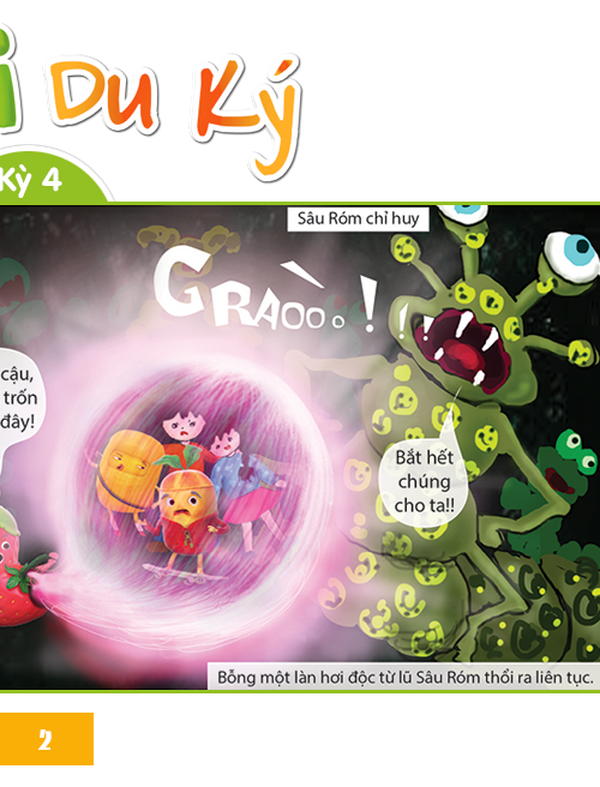 i Du Ký
Kỳ 4
Sâu Róm chỉ huy
GRAOOO!!!
cậu,
trốn
đây!
Bắt hết
chúng
cho ta!!
Bỗng một làn hơi độc từ lũ Sâu Róm thổi ra liên tục.
2